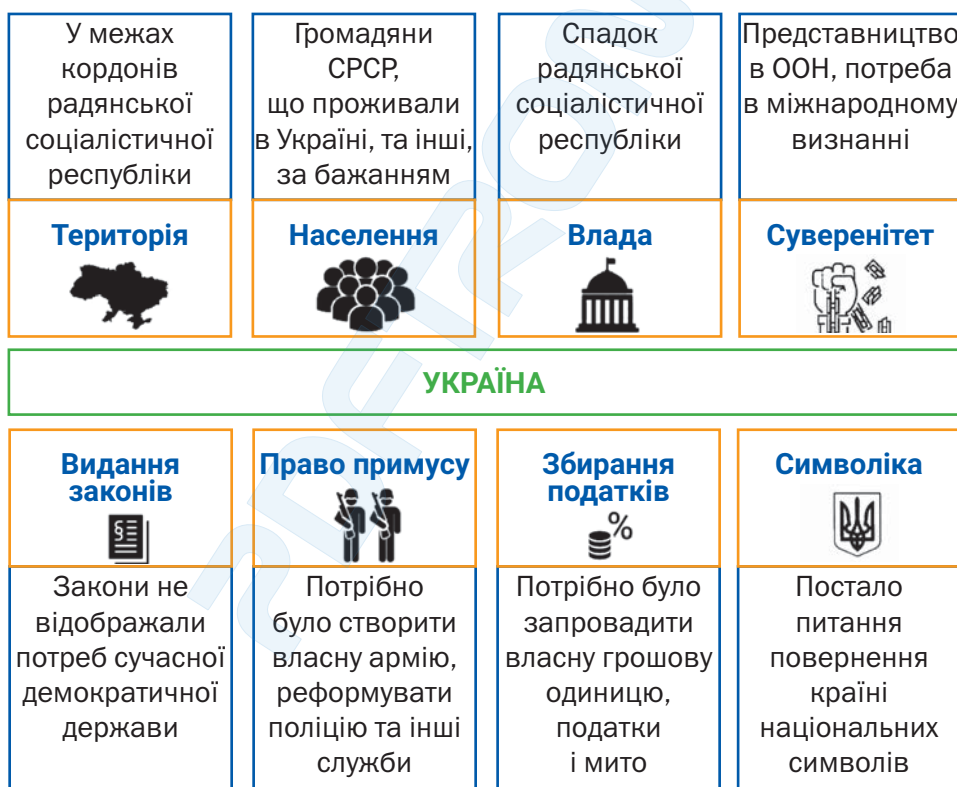 У межах
кордонів
радянської
соціалістичної
республіки
Територія
Громадяни
СРСР,
що проживали
в Україні, та інші,
за бажанням
Населення
Спадок
радянської
соціалістичної
республіки
Влада
Представництво
в ООН, потреба
в міжнародному
визнанні
Суверенітет
УКРАЇНА
Видання
законів
§
Закони не
відображали
потреб сучасної
демократичної
держави
Право примусу
Потрібно
було створити
власну армію,
реформувати
поліцію та інші
служби
Збирання
податків
%
Потрібно було
запровадити
власну грошову
одиницю,
податки
і мито
Символіка
Постало
питання
повернення
країні
національних
символів
PDFTRON